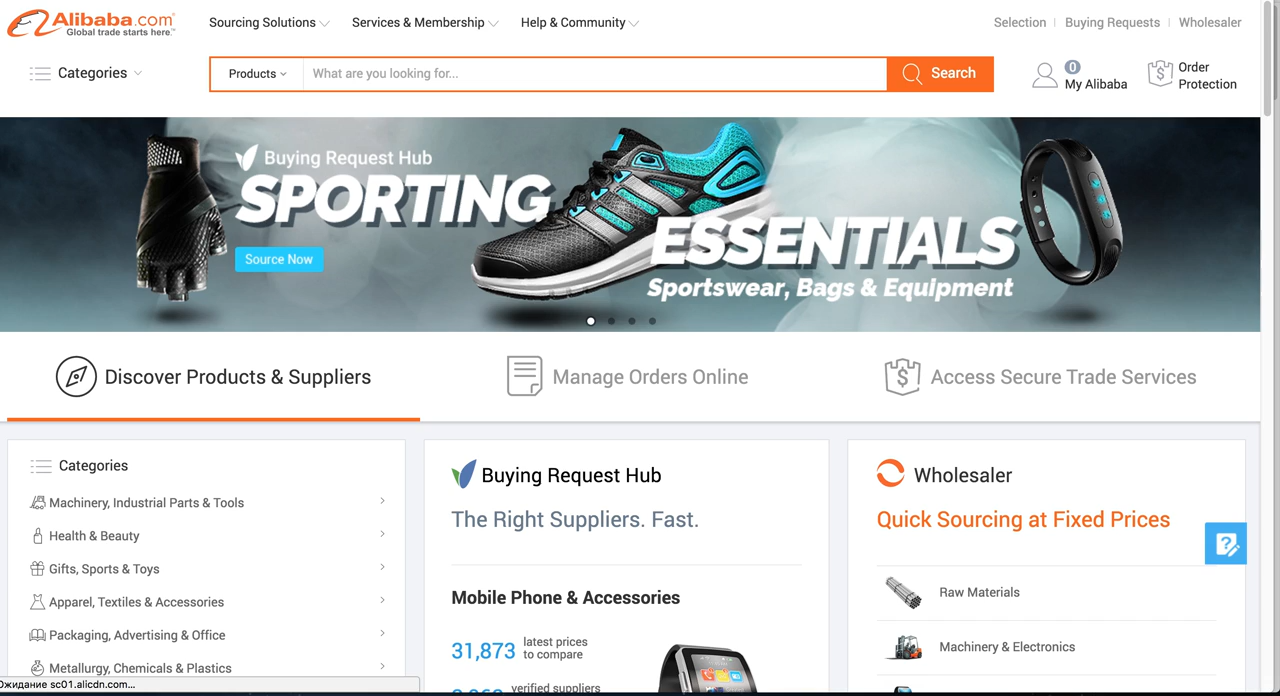 Alibaba.com
Global trade starts here.™
Sourcing Solutions
Services & Membership
Help & Community
Selection
Buying Requests
Wholesaler
Categories
Products
What are you looking for...
Search
0
My Alibaba
Order
Protection
Buying Request Hub
SPORTING
Source Now
ESSENTIALS
Sportswear, Bags & Equipment
Discover Products & Suppliers
Manage Orders Online
Access Secure Trade Services
Categories
Machinery, Industrial Parts & Tools
Health & Beauty
Gifts, Sports & Toys
Apparel, Textiles & Accessories
Packaging, Advertising & Office
Metallurgy, Chemicals & Plastics
Ожидание sc01.alicdn.com...
Buying Request Hub
The Right Suppliers. Fast.
Mobile Phone & Accessories
31,873 latest prices
to compare
verified suppliers
Wholesaler
Quick Sourcing at Fixed Prices
Raw Materials
Machinery & Electronics